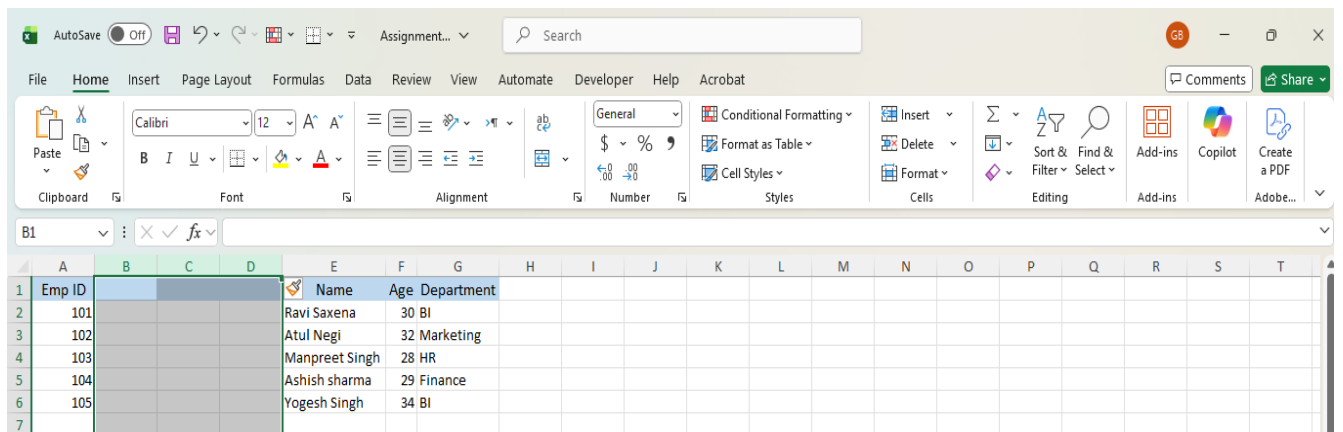 AutoSave Off Assignment... Search GB
File Home Insert Page Layout Formulas Data Review View Automate Developer Help Acrobat Comments Share
Paste
Calibri 12 A^ A˅
B I U A
ab
General
$ % 9
Conditional Formatting
Format as Table
Cell Styles
Insert
Delete
Format
Sort & Filter
Find & Select
Add-ins
Copilot
Create a PDF
Clipboard Font Alignment Number Styles Cells Editing Add-ins Adobe...
B1 fx
A B C D E F G H I J K L M N O P Q R S T
1 Emp ID Name Age Department
2 101 Ravi Saxena 30 BI
3 102 Atul Negi 32 Marketing
4 103 Manpreet Singh 28 HR
5 104 Ashish sharma 29 Finance
6 105 Yogesh Singh 34 BI
7